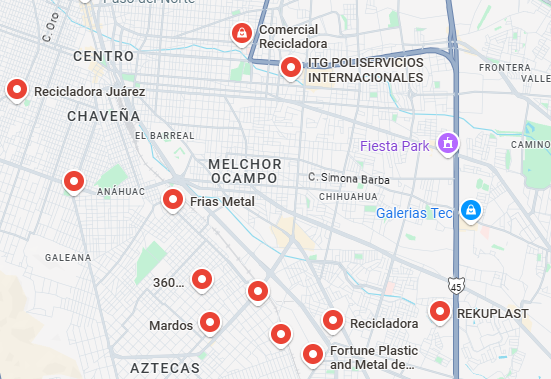 Paso del Norte
C. Oro
Comercial
Recicladora
CENTRO
ITG POLISERVICIOS
INTERNACIONALES
FRONTERA
VALLE
Recicladora Juárez
CHAVEÑA
EL BARREAL
Fiesta Park
CAMINO
MELCHOR
OCAMPO
C. Simona Barba
ANÁHUAC
Frias Metal
CHIHUAHUA
Galerias Tec
GALEANA
360...
45
Mardos
Recicladora
REKUPLAST
Fortune Plastic
and Metal de...
AZTECAS